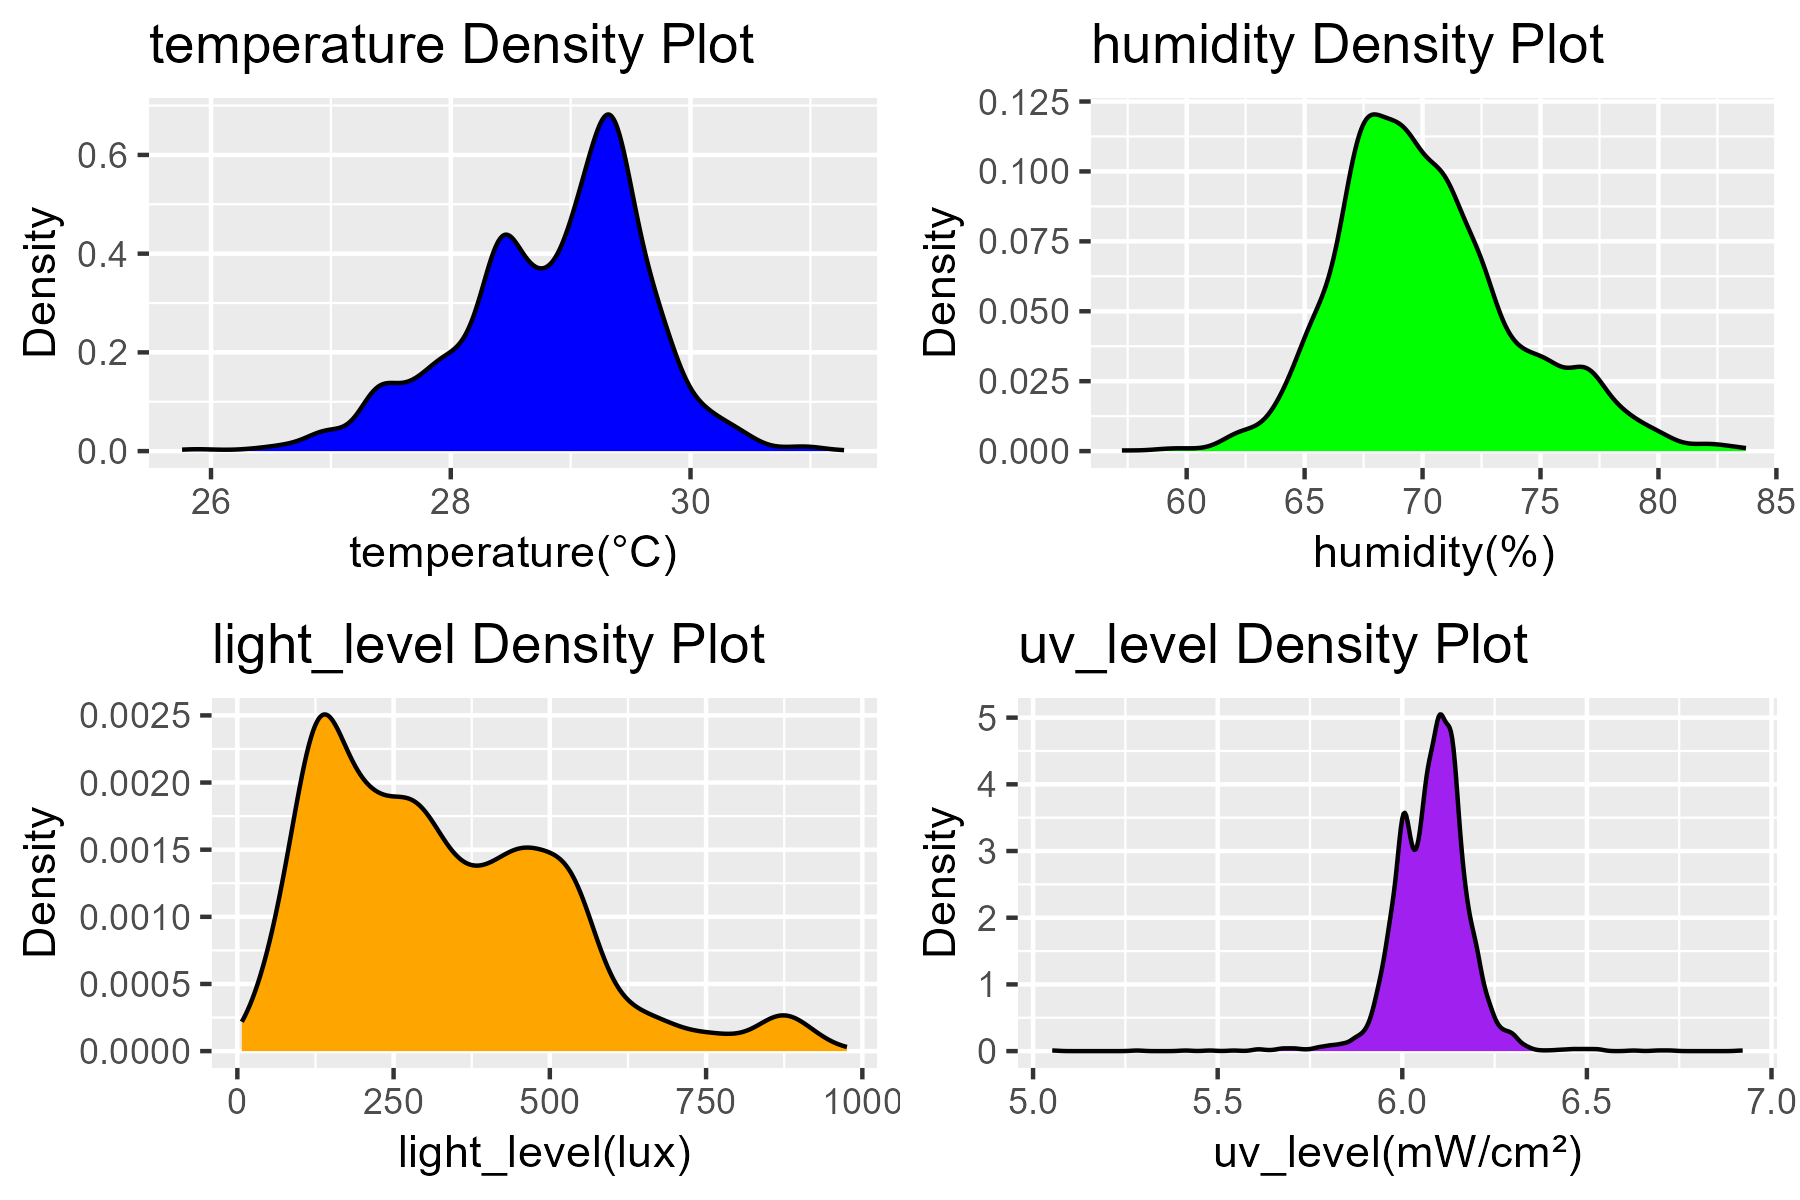 temperature Density Plot
Density
0.6
0.4
0.2
0.0
26 28 30
temperature(°C)
humidity Density Plot
Density
0.125
0.100
0.075
0.050
0.025
0.000
60 65 70 75 80 85
humidity(%)
light_level Density Plot
Density
0.0025
0.0020
0.0015
0.0010
0.0005
0.0000
0 250 500 750 1000
light_level(lux)
uv_level Density Plot
Density
5
4
3
2
1
0
5.0 5.5 6.0 6.5 7.0
uv_level(mW/cm²)